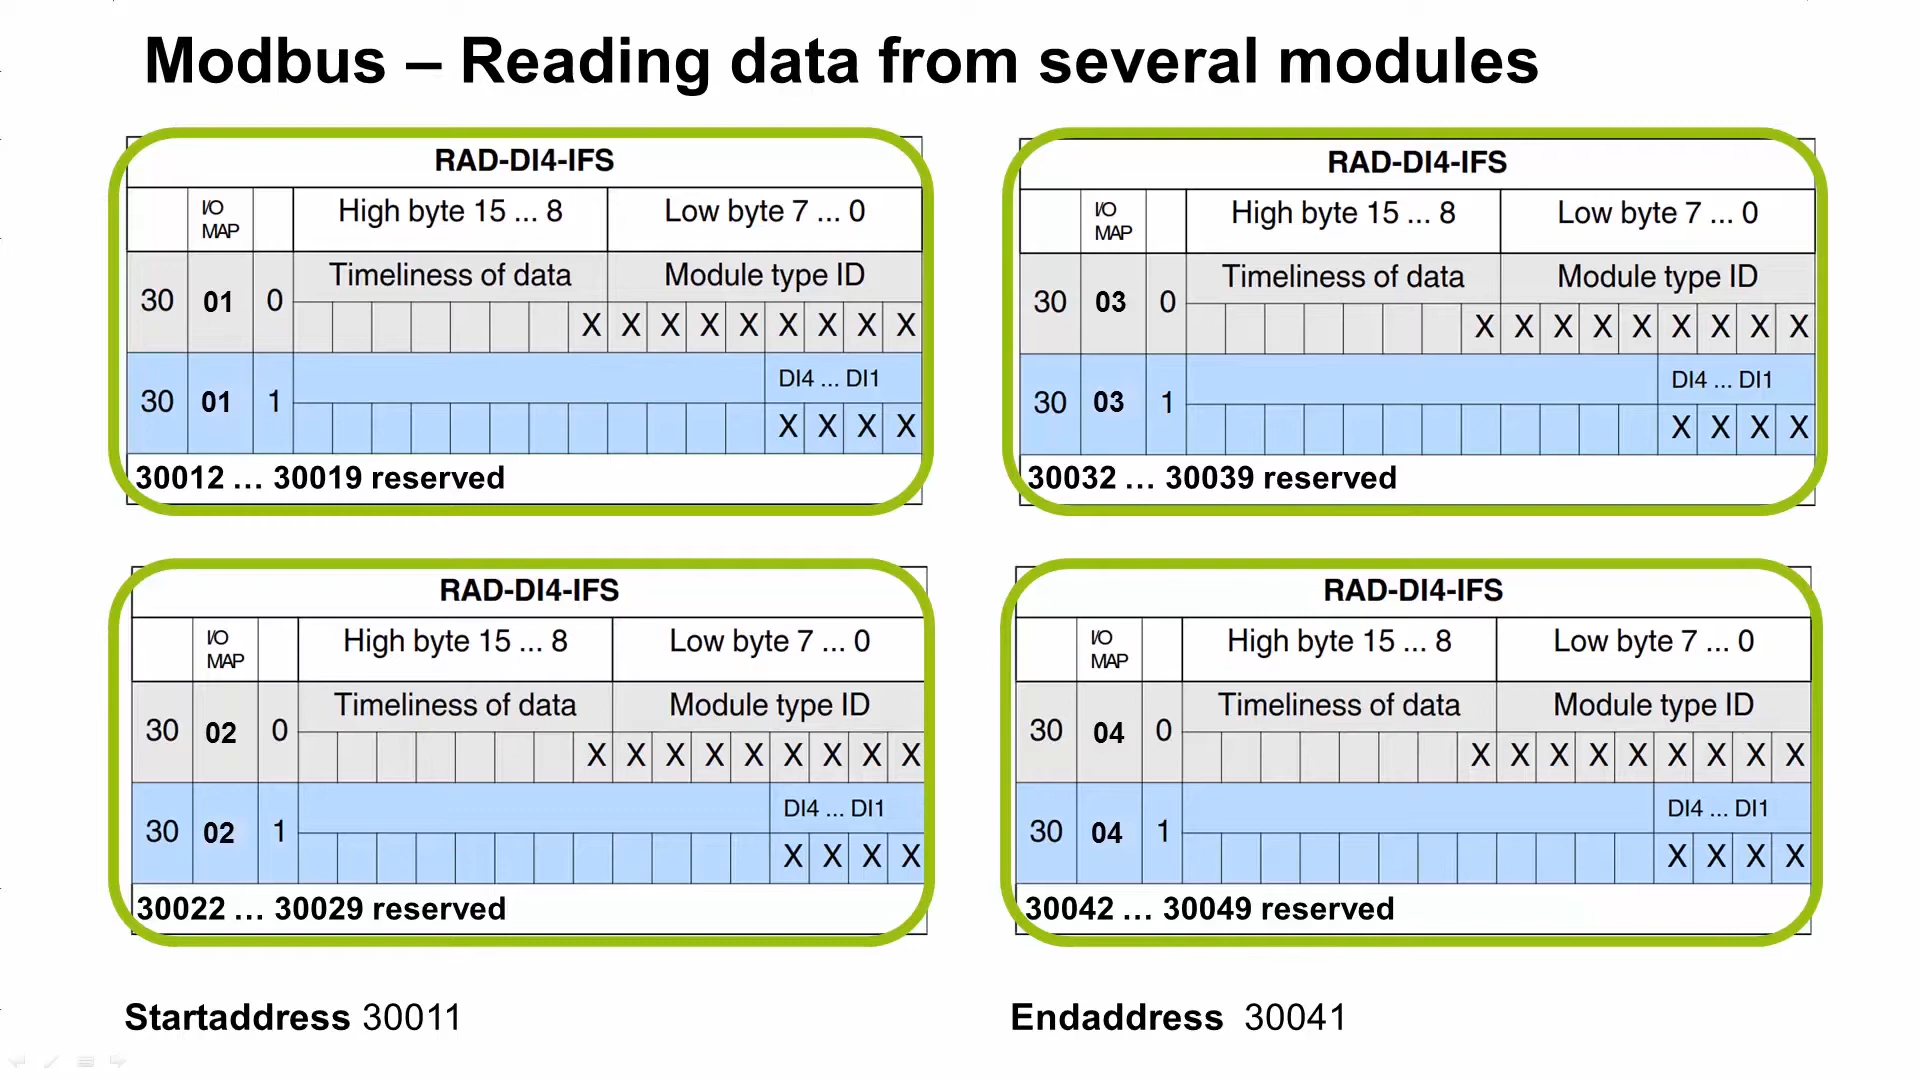 Modbus – Reading data from several modules
RAD-DI4-IFS
I/O MAP High byte 15 ... 8 Low byte 7 ... 0
30 01 0 Timeliness of data Module type ID
X X X X X X X X X
30 01 1 DI4 ... DI1
X X X X
30012 ... 30019 reserved
RAD-DI4-IFS
I/O MAP High byte 15 ... 8 Low byte 7 ... 0
30 03 0 Timeliness of data Module type ID
X X X X X X X X X
30 03 1 DI4 ... DI1
X X X X
30032 ... 30039 reserved
RAD-DI4-IFS
I/O MAP High byte 15 ... 8 Low byte 7 ... 0
30 02 0 Timeliness of data Module type ID
X X X X X X X X X
30 02 1 DI4 ... DI1
X X X X
30022 ... 30029 reserved
RAD-DI4-IFS
I/O MAP High byte 15 ... 8 Low byte 7 ... 0
30 04 0 Timeliness of data Module type ID
X X X X X X X X X
30 04 1 DI4 ... DI1
X X X X
30042 ... 30049 reserved
Startaddress 30011
Endaddress 30041